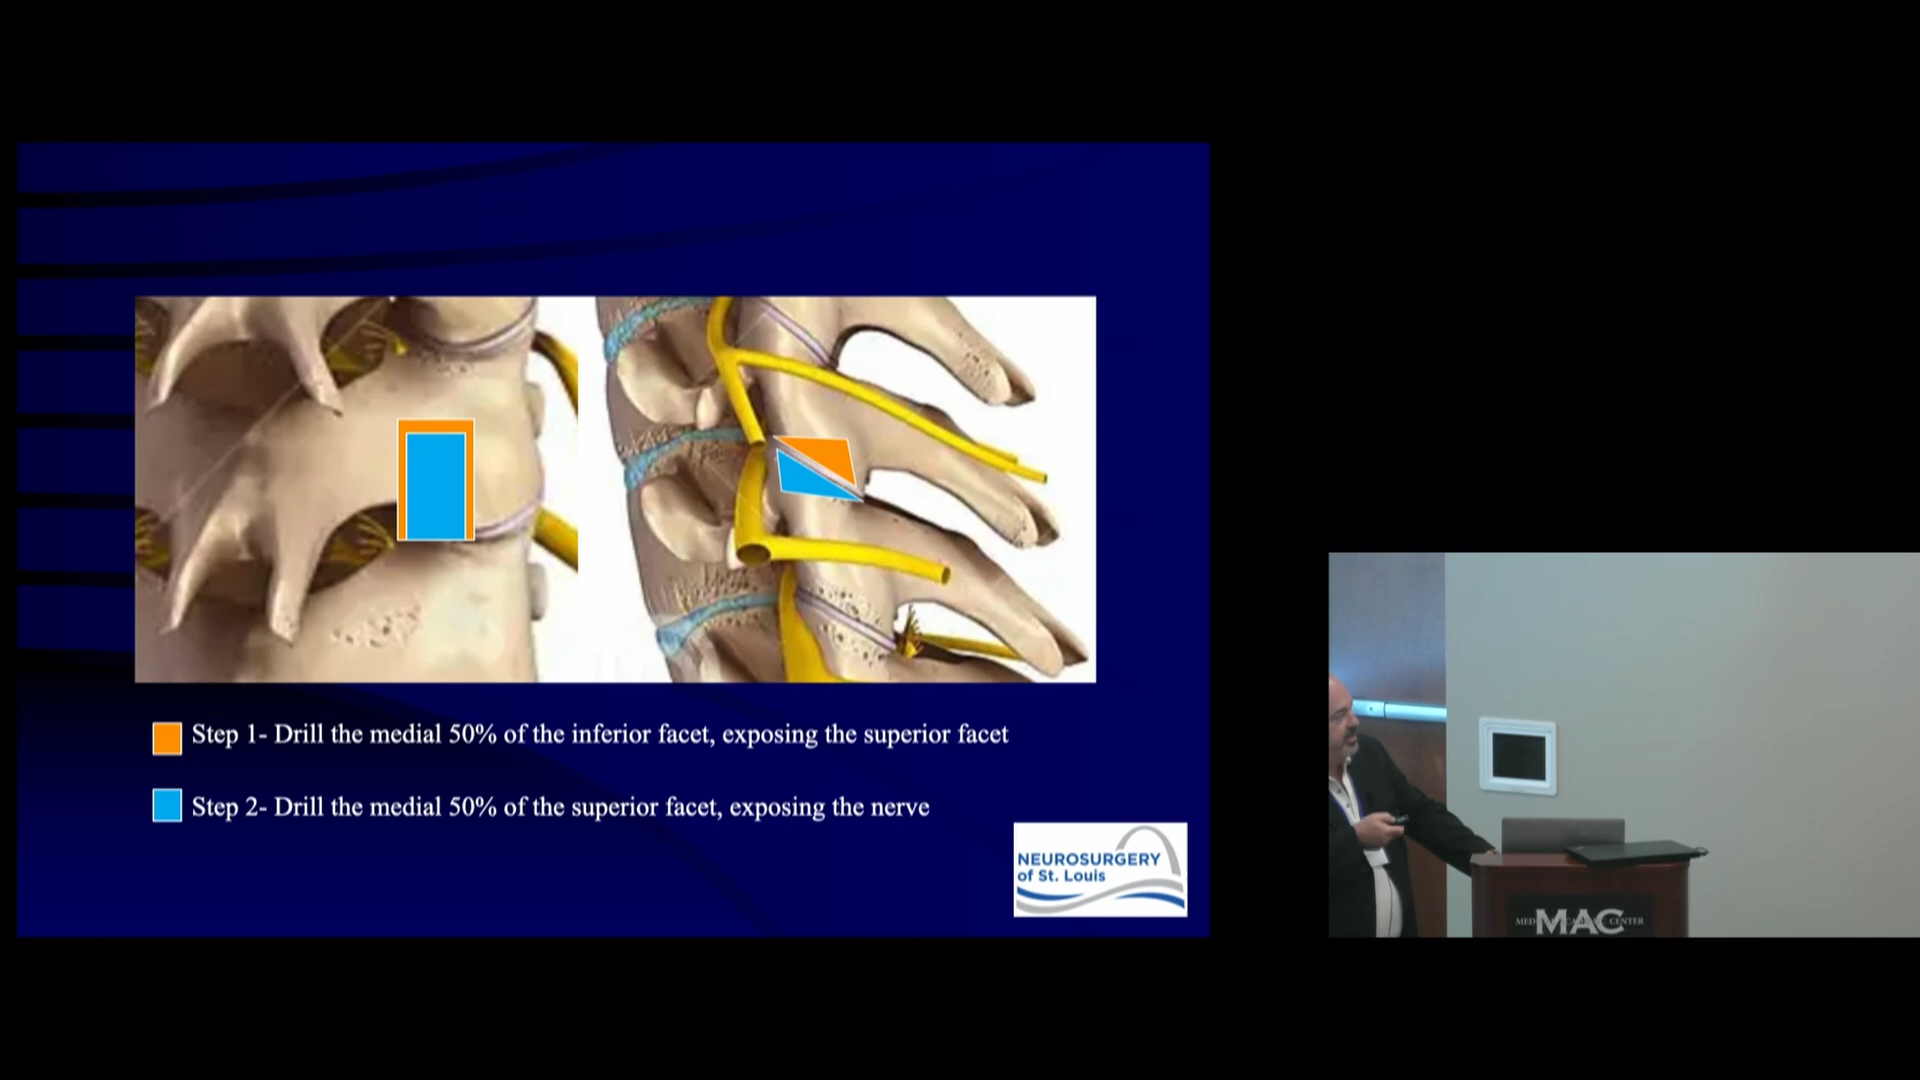 Step 1- Drill the medial 50% of the inferior facet, exposing the superior facet
Step 2- Drill the medial 50% of the superior facet, exposing the nerve
NEUROSURGERY
of St. Louis
MAC
CENTER